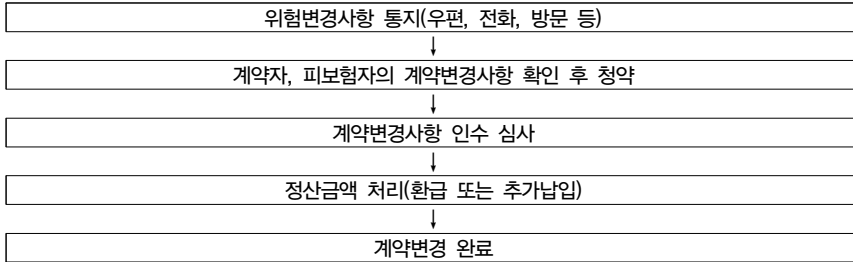 위험변경사항 통지(우편, 전화, 방문 등)
계약자, 피보험자의 계약변경사항 확인 후 청약
계약변경사항 인수 심사
정산금액 처리(환급 또는 추가납입)
계약변경 완료